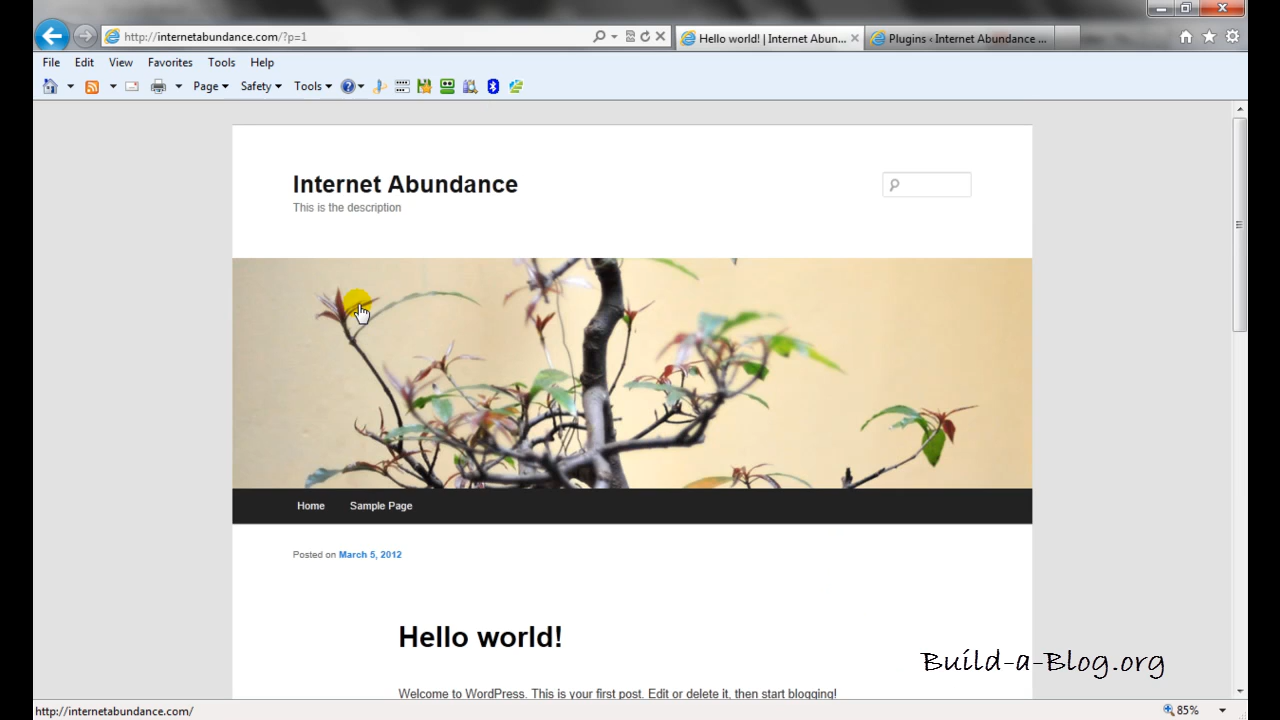 http://internetabundance.com/?p=1
Hello world! | Internet Abun...
Plugins ‹ Internet Abundance ...
File Edit View Favorites Tools Help
Page Safety Tools
Internet Abundance
This is the description
Home Sample Page
Posted on March 5, 2012
Hello world!
Welcome to WordPress. This is your first post. Edit or delete it, then start blogging!
Build-a-Blog.org
http://internetabundance.com/
85%